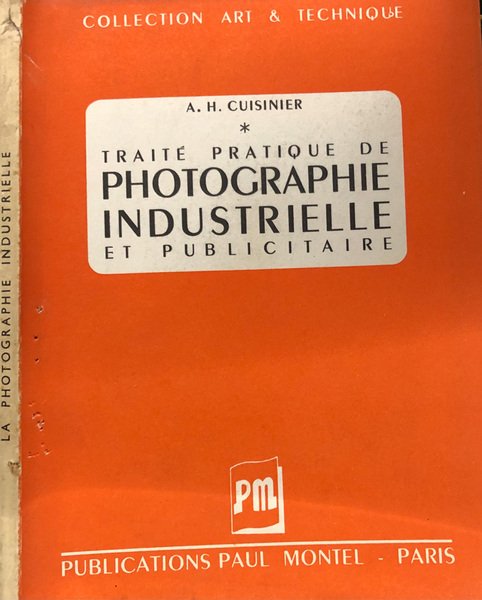 COLLECTION ART & TECHNIQUE
A. H. CUISINIER
*
TRAITÉ PRATIQUE DE
PHOTOGRAPHIE
INDUSTRIELLE
ET PUBLICITAIRE
PM
PUBLICATIONS PAUL MONTEL - PARIS
LA PHOTOGRAPHIE INDUSTRIELLE